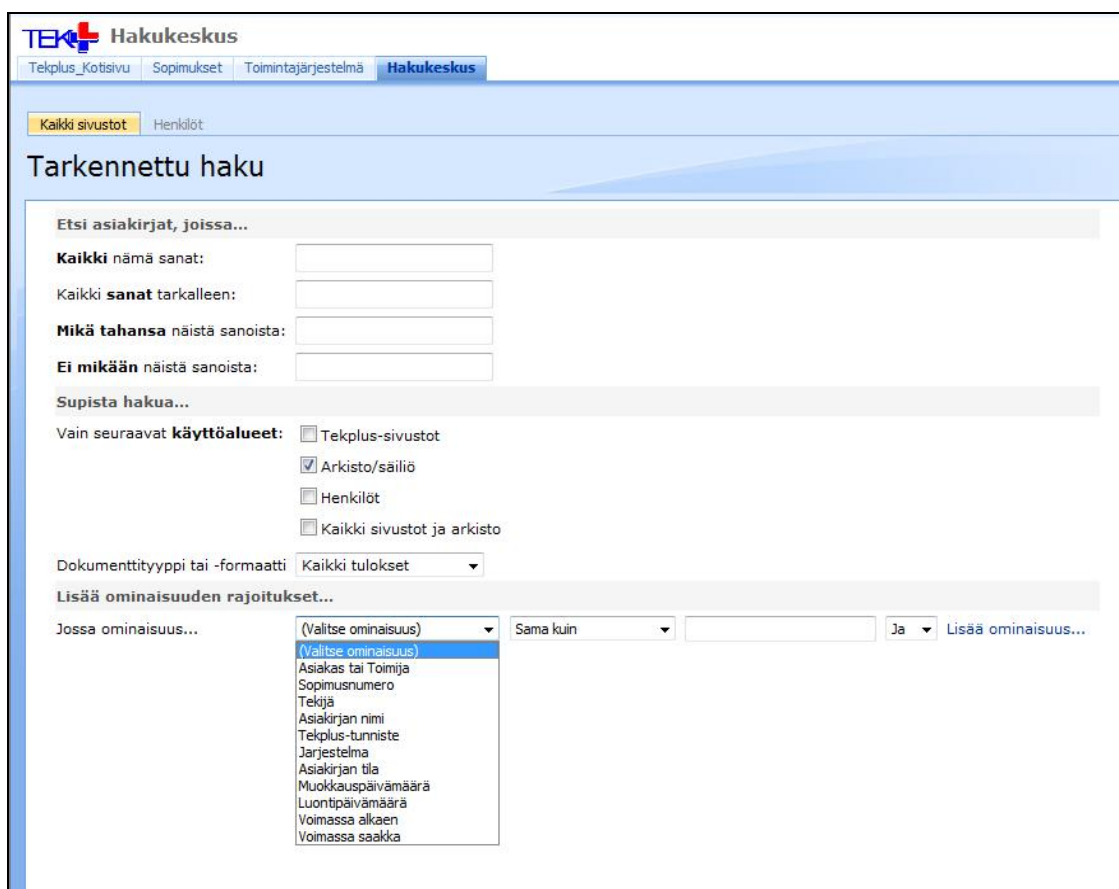 TEK Hakukeskus
Tekplus_Kotisivu Sopimukset Toimintajärjestelmä Hakukeskus
Kaikki sivustot Henkilöt
Tarkennettu haku
Etsi asiakirjat, joissa...
Kaikki nämä sanat:
Kaikki sanat tarkalleen:
Mikä tahansa näistä sanoista:
Ei mikään näistä sanoista:
Supista hakua...
Vain seuraavat käyttöalueet: Tekplus-sivustot
Arkisto/säiliö
Henkilöt
Kaikki sivustot ja arkisto
Dokumenttityyppi tai -formaatti Kaikki tulokset
Lisää ominaisuuden rajoitukset...
Jossa ominaisuus... (Valitse ominaisuus) Sama kuin Ja Lisää ominaisuus...
(Valitse ominaisuus)
Asiakas tai Toimija
Sopimusnumero
Tekijä
Asiakirjan nimi
Tekplus-tunniste
Jarjestelma
Asiakirjan tila
Muokkauspäivämäärä
Luontipäivämäärä
Voimassa alkaen
Voimassa saakka